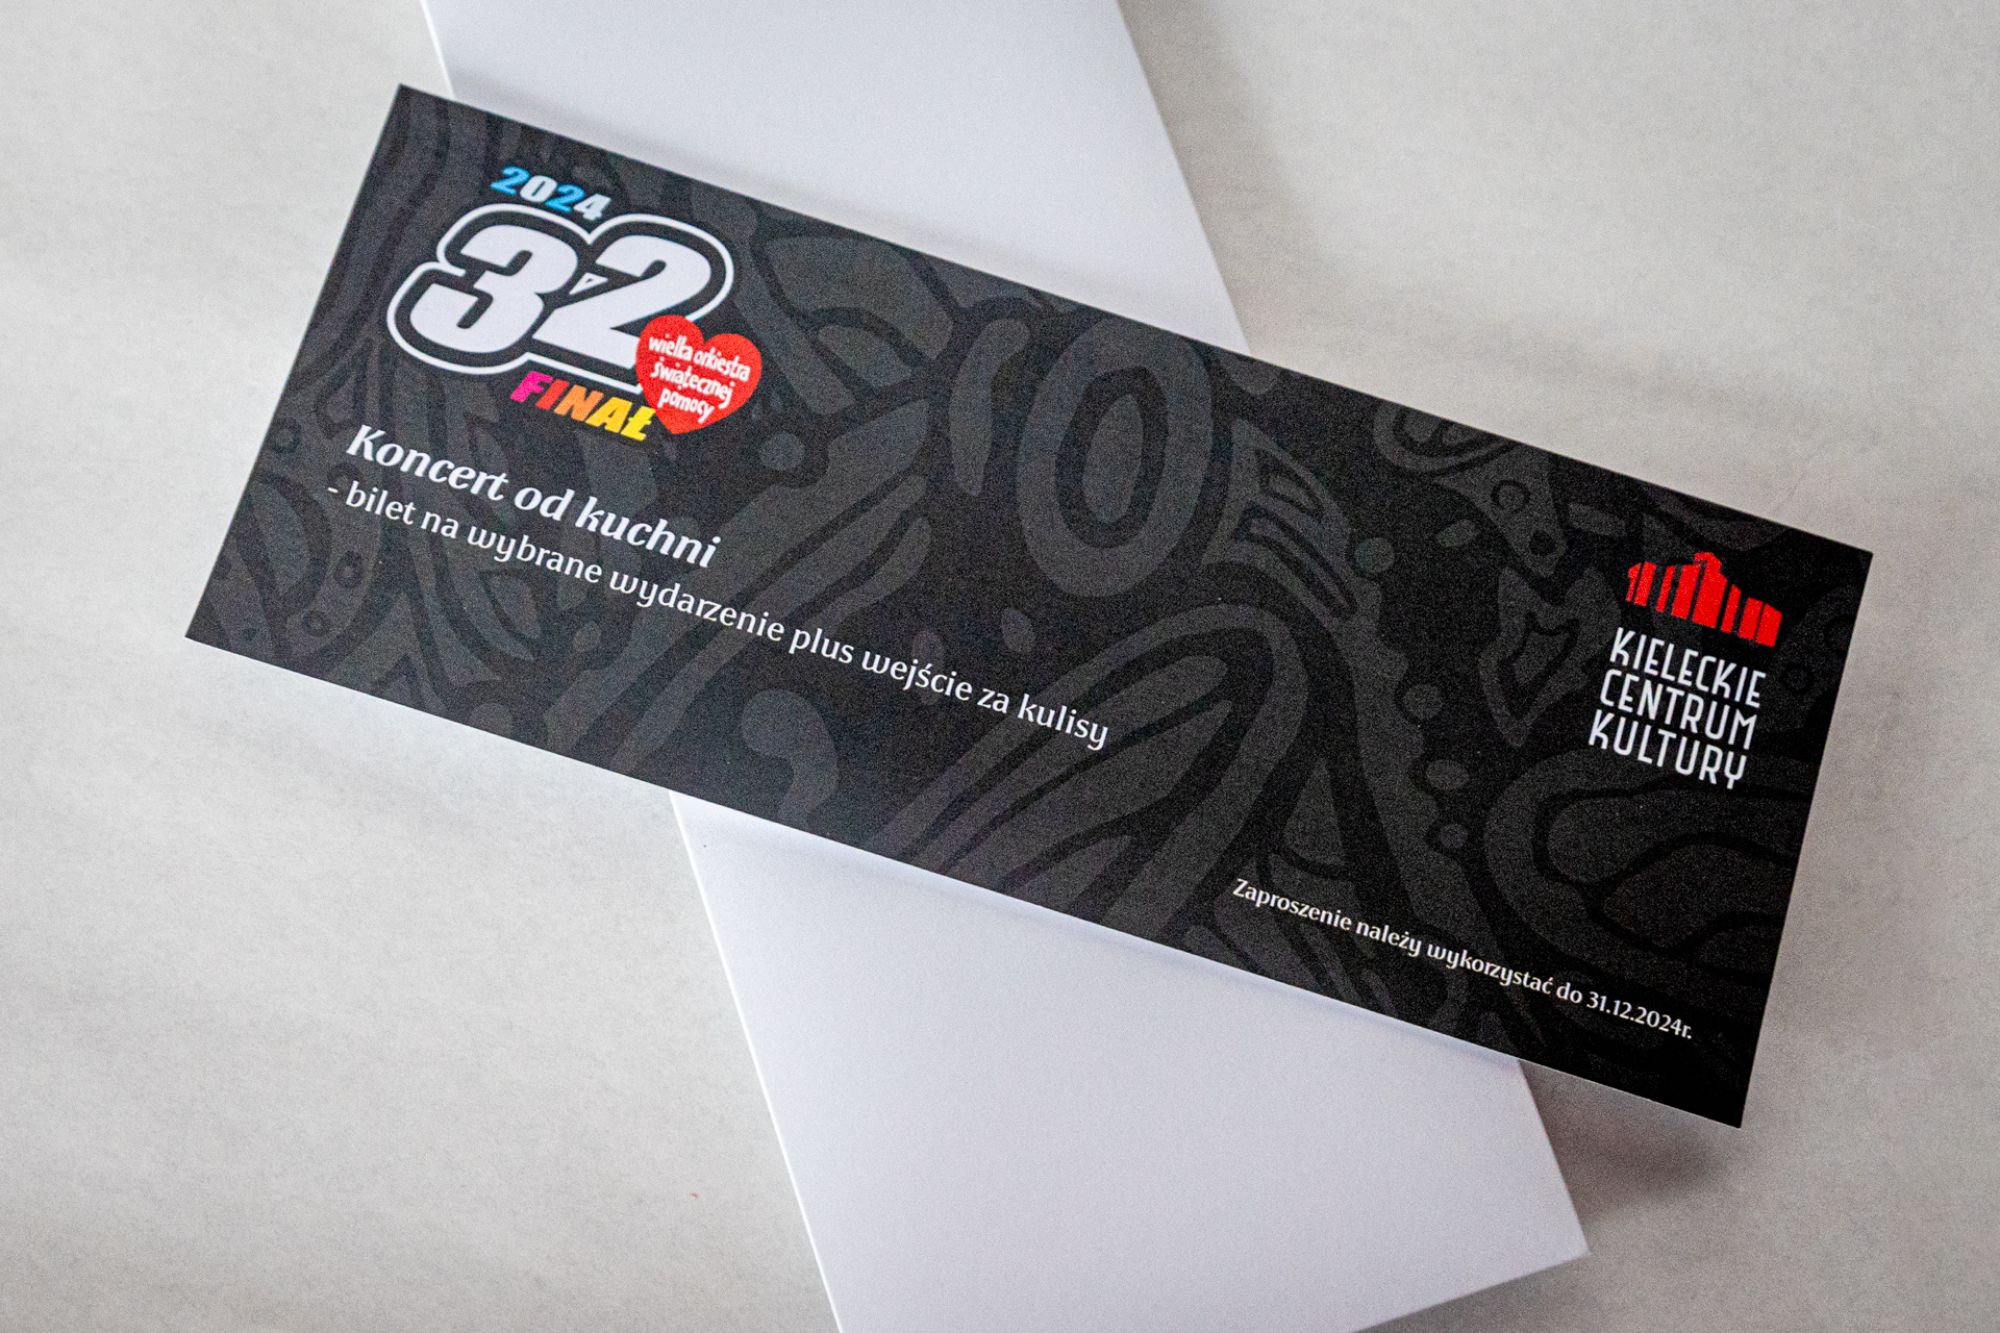 2024
32
FINAŁ
wielka orkiestra
świątecznej
pomocy
Koncert od kuchni
- bilet na wybrane wydarzenie plus wejście za kulisy
KIELECKIE
CENTRUM
KULTURY
Zaproszenie należy wykorzystać do 31.12.2024r.